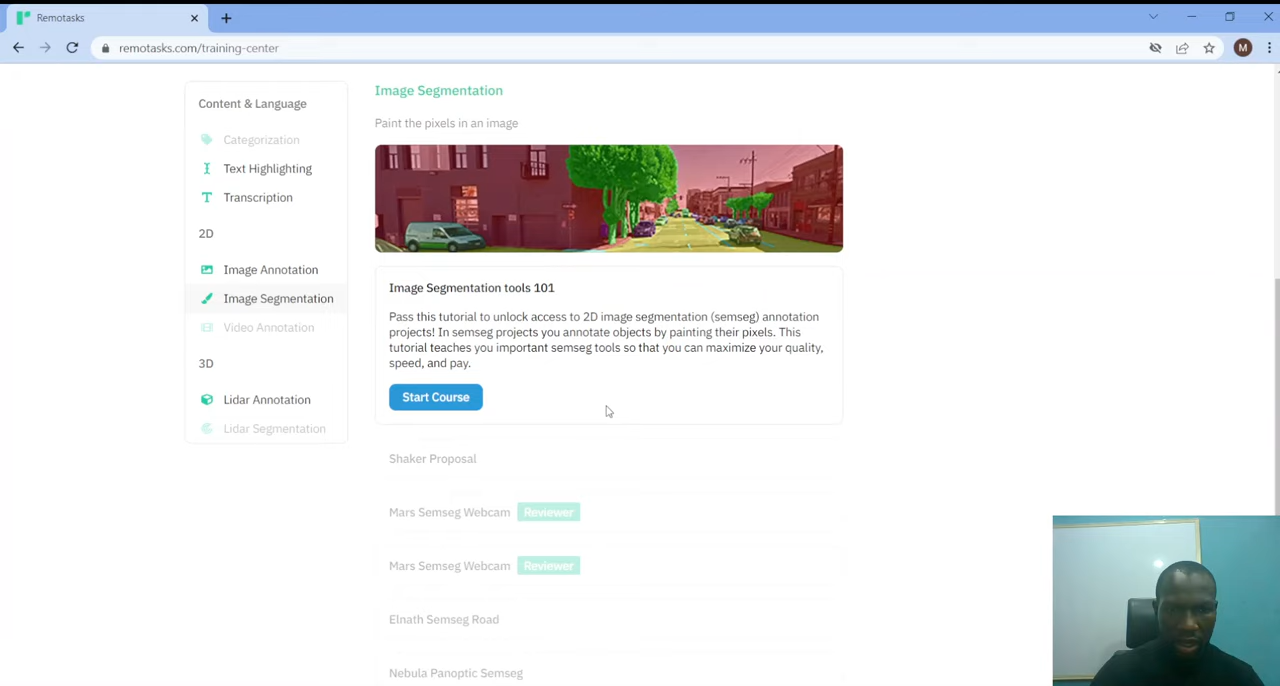 Remotasks
remotasks.com/training-center
M
Content & Language
Categorization
Text Highlighting
Transcription
2D
Image Annotation
Image Segmentation
Video Annotation
3D
Lidar Annotation
Lidar Segmentation
Image Segmentation
Paint the pixels in an image
Image Segmentation tools 101
Pass this tutorial to unlock access to 2D image segmentation (semseg) annotation
projects! In semseg projects you annotate objects by painting their pixels. This
tutorial teaches you important semseg tools so that you can maximize your quality,
speed, and pay.
Start Course
Shaker Proposal
Mars Semseg Webcam Reviewer
Mars Semseg Webcam Reviewer
Elnath Semseg Road
Nebula Panoptic Semseg